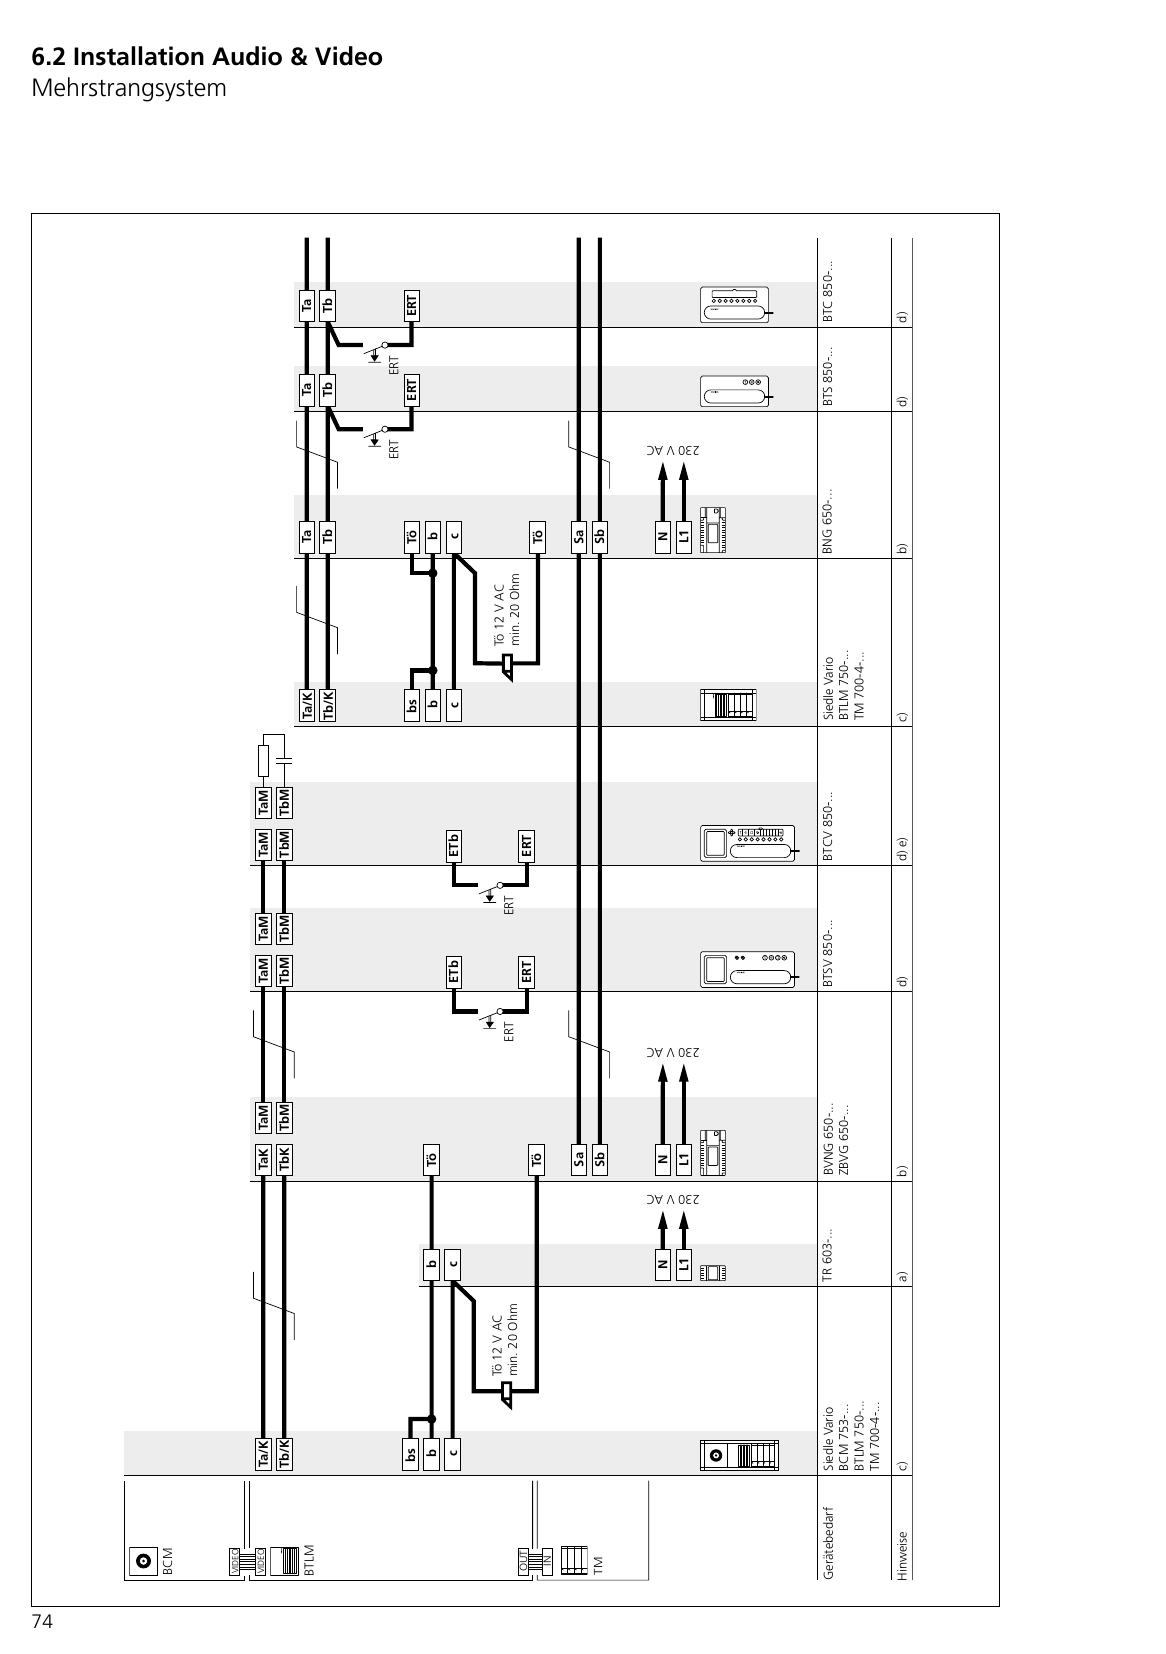 6.2 Installation Audio & Video
Mehrstrangsystem
Ta
Tb
ERT
ERT
BTC 850-...
d)
Ta
Tb
ERT
ERT
BTS 850-...
d)
230 V AC
Ta
Tb
Tö
b
c
Tö
Sa
Sb
N
L1
BNG 650-...
b)
Tö 12 V AC
min. 20 Ohm
Ta/K
Tb/K
bs
b
c
Siedle Vario
BTLM 750-...
TM 700-4-...
c)
TaM
TbM
TaM
TbM
ETb
ERT
ERT
BTCV 850-...
d) e)
TaM
TbM
TaM
TbM
ETb
ERT
ERT
BTSV 850-...
d)
230 V AC
TaM
TbM
TaK
TbK
Tö
Tö
Sa
Sb
N
L1
BVNG 650-...
ZBVG 650-...
b)
230 V AC
b
c
N
L1
TR 603-...
a)
Tö 12 V AC
min. 20 Ohm
Ta/K
Tb/K
bs
b
c
Siedle Vario
BCM 753-...
BTLM 750-...
TM 700-4-...
c)
BCM
VIDEO
VIDEO
BTLM
OUT
IN
TM
Gerätebedarf
Hinweise
74